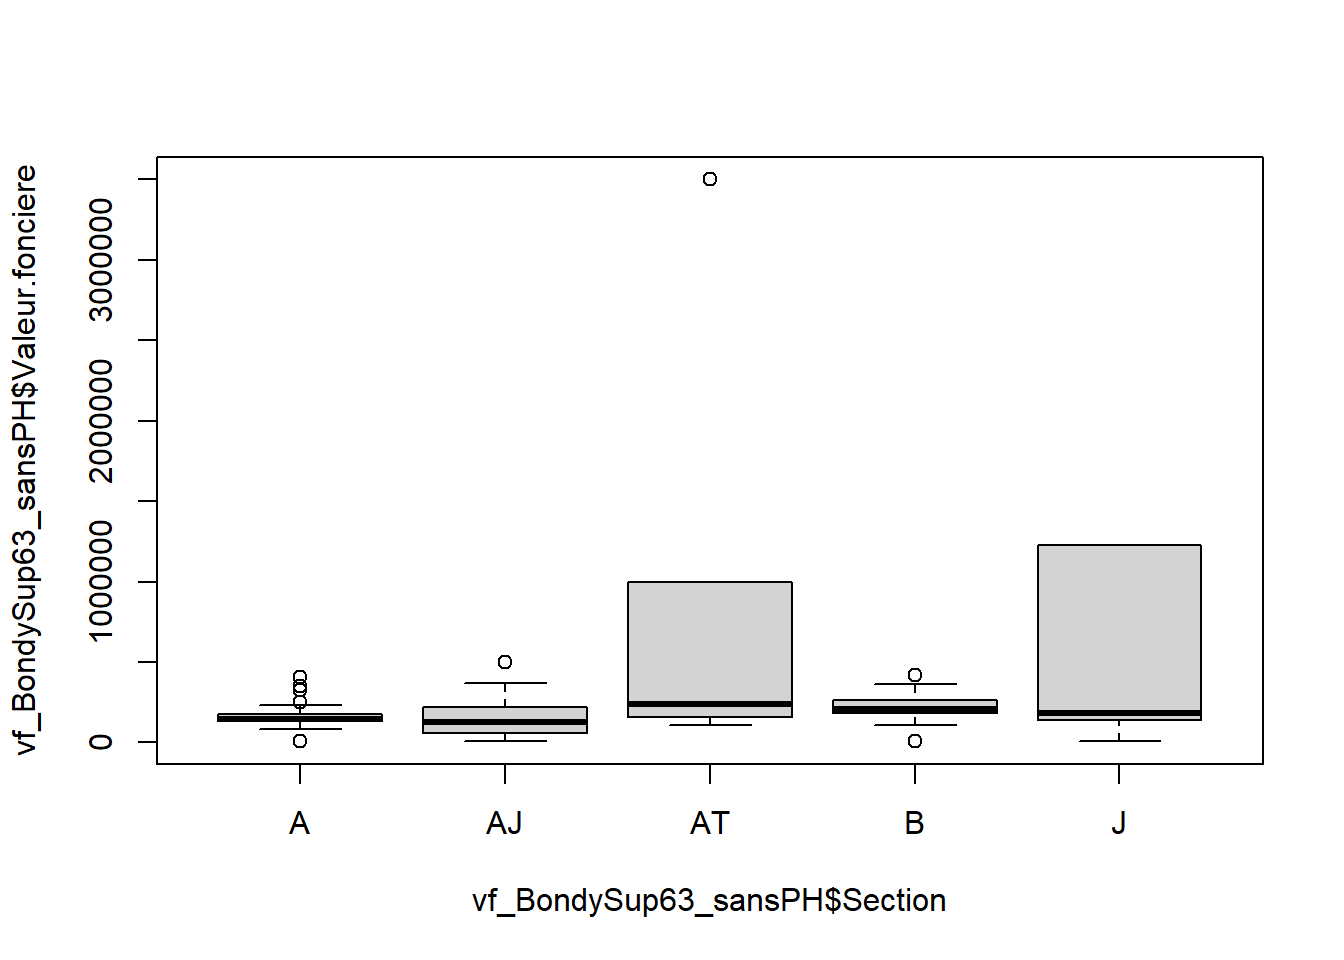 vf_BondySup63_sansPH$Valeur.fonciere
3000000
2000000
1000000
0
A AJ AT B J
vf_BondySup63_sansPH$Section